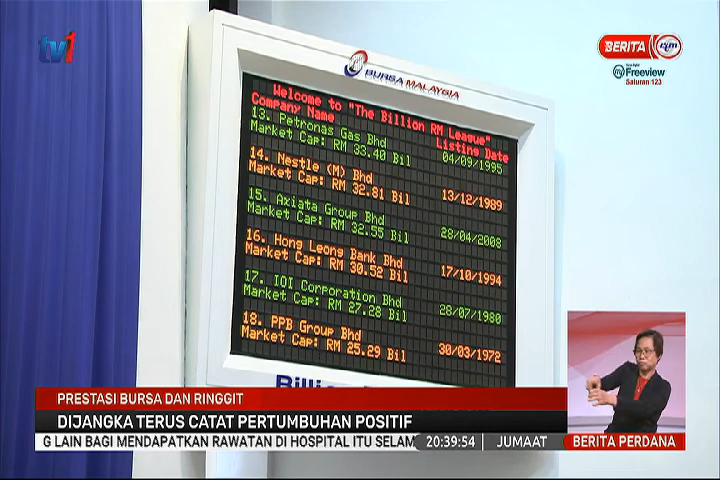 tv1
BERITA rtm
my Freeview
Saluran 123
BURSA MALAYSIA
Welcome to "The Billion RM League"
Company Name Listing Date
13. Petronas Gas Bhd
Market Cap: RM 33.40 Bil 04/09/1995
14. Nestle (M) Bhd
Market Cap: RM 32.81 Bil 13/12/1989
15. Axiata Group Bhd
Market Cap: RM 32.55 Bil 28/04/2008
16. Hong Leong Bank Bhd
Market Cap: RM 30.52 Bil 17/10/1994
17. IOI Corporation Bhd
Market Cap: RM 27.28 Bil 28/07/1980
18. PPB Group Bhd
Market Cap: RM 25.29 Bil 30/03/1972
PRESTASI BURSA DAN RINGGIT
DIJANGKA TERUS CATAT PERTUMBUHAN POSITIF
G LAIN BAGI MENDAPATKAN RAWATAN DI HOSPITAL ITU SELAM 20:39:54 JUMAAT BERITA PERDANA